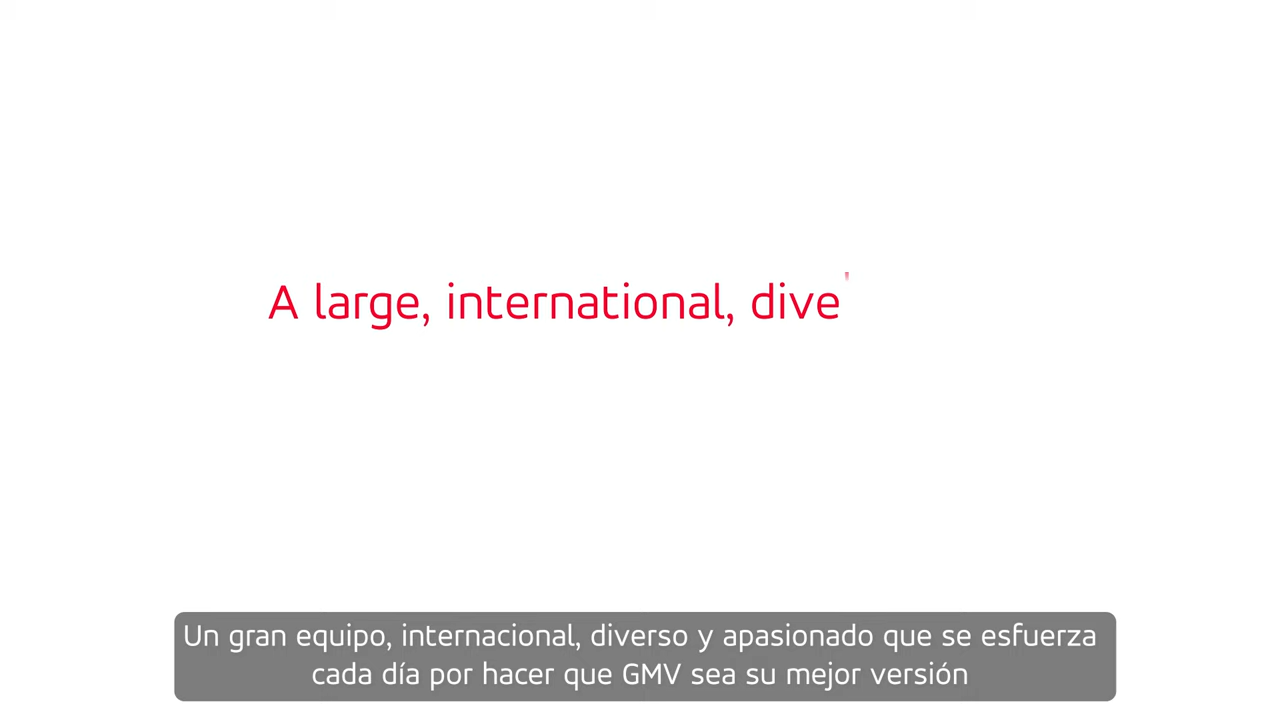 A large, international, dive
Un gran equipo, internacional, diverso y apasionado que se esfuerza
cada día por hacer que GMV sea su mejor versión